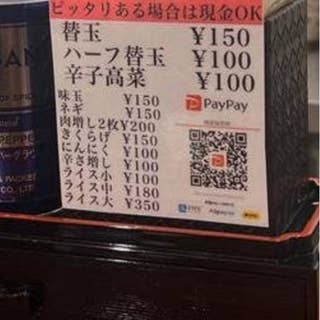 ピッタリある場合は現金OK
替玉 ¥150
ハーフ替玉 ¥100
辛子高菜 ¥100
味玉 ¥150
ネギ ¥150
肉増し2枚¥200
きくらげ ¥150
にんにく ¥100
辛さ増し ¥100
ライス小 ¥100
ライス中 ¥180
ライス大 ¥350
PayPay
PEPPER
CO., LTD.